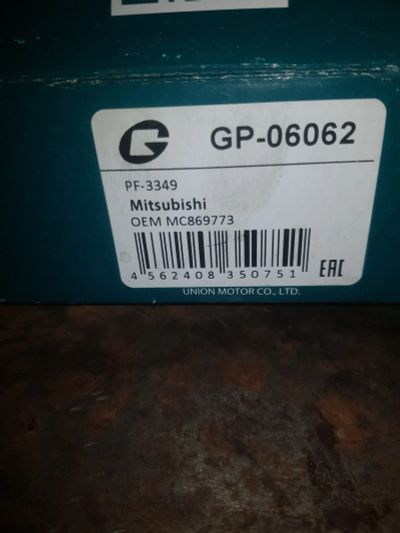 G GP-06062
PF-3349
Mitsubishi
OEM MC869773
4 562408 350751
EAC
UNION MOTOR CO., LTD.